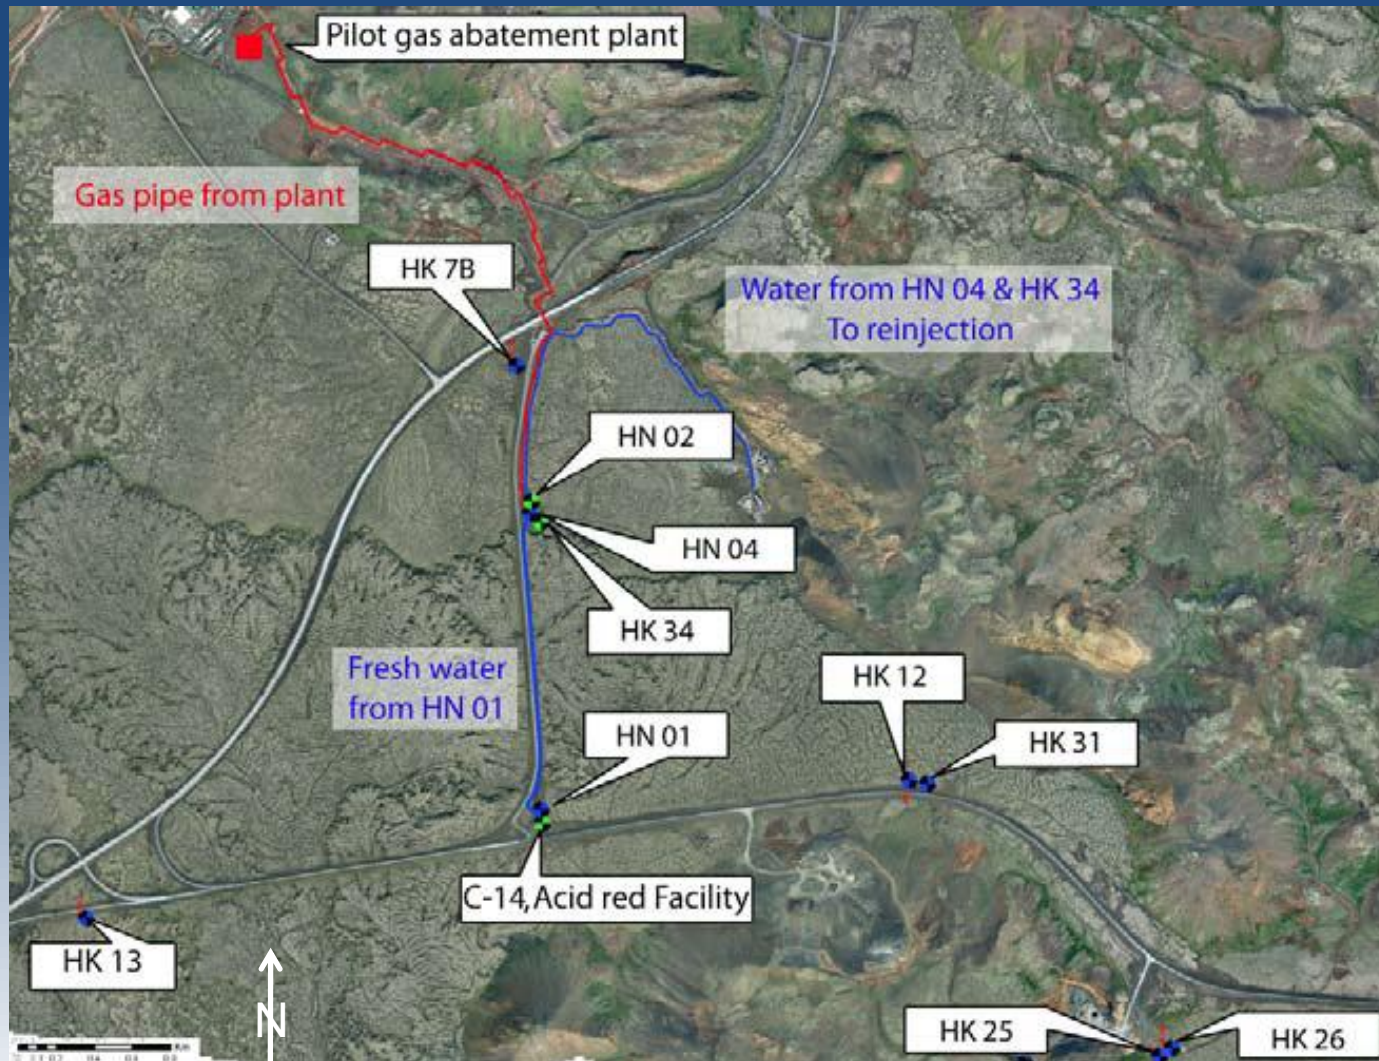 Pilot gas abatement plant
Gas pipe from plant
HK 7B
Water from HN 04 & HK 34
To reinjection
HN 02
HN 04
HK 34
Fresh water
from HN 01
HN 01
HK 12
HK 31
C-14,Acid red Facility
HK 13
N
HK 25
HK 26